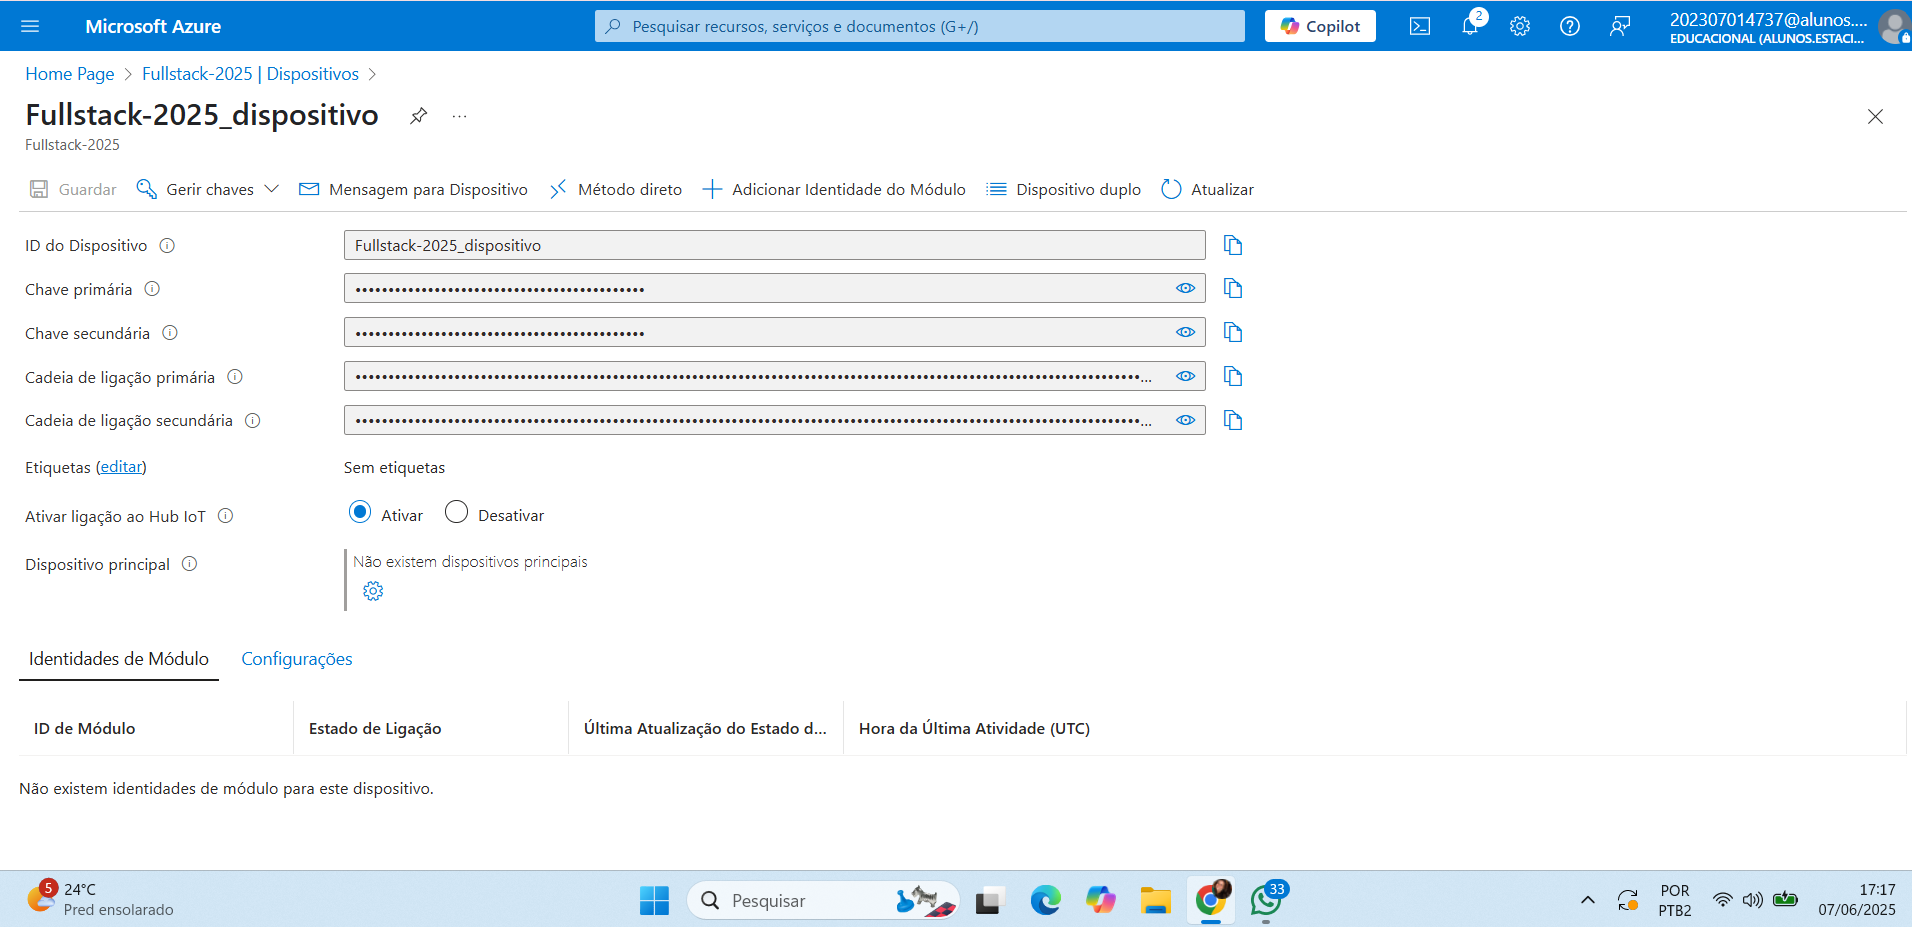 Microsoft Azure
Pesquisar recursos, serviços e documentos (G+/)
Copilot
2
202307014737@alunos....
EDUCACIONAL (ALUNOS.ESTACI...
Home Page > Fullstack-2025 | Dispositivos >
Fullstack-2025_dispositivo ...
Fullstack-2025
Guardar Gerir chaves Mensagem para Dispositivo Método direto Adicionar Identidade do Módulo Dispositivo duplo Atualizar
ID do Dispositivo
Fullstack-2025_dispositivo
Chave primária
Chave secundária
Cadeia de ligação primária
Cadeia de ligação secundária
Etiquetas (editar) Sem etiquetas
Ativar ligação ao Hub IoT Ativar Desativar
Dispositivo principal
Não existem dispositivos principais
Identidades de Módulo Configurações
ID de Módulo Estado de Ligação Última Atualização do Estado d... Hora da Última Atividade (UTC)
Não existem identidades de módulo para este dispositivo.
5
24°C
Pred ensolarado
Pesquisar
33
POR
PTB2
17:17
07/06/2025